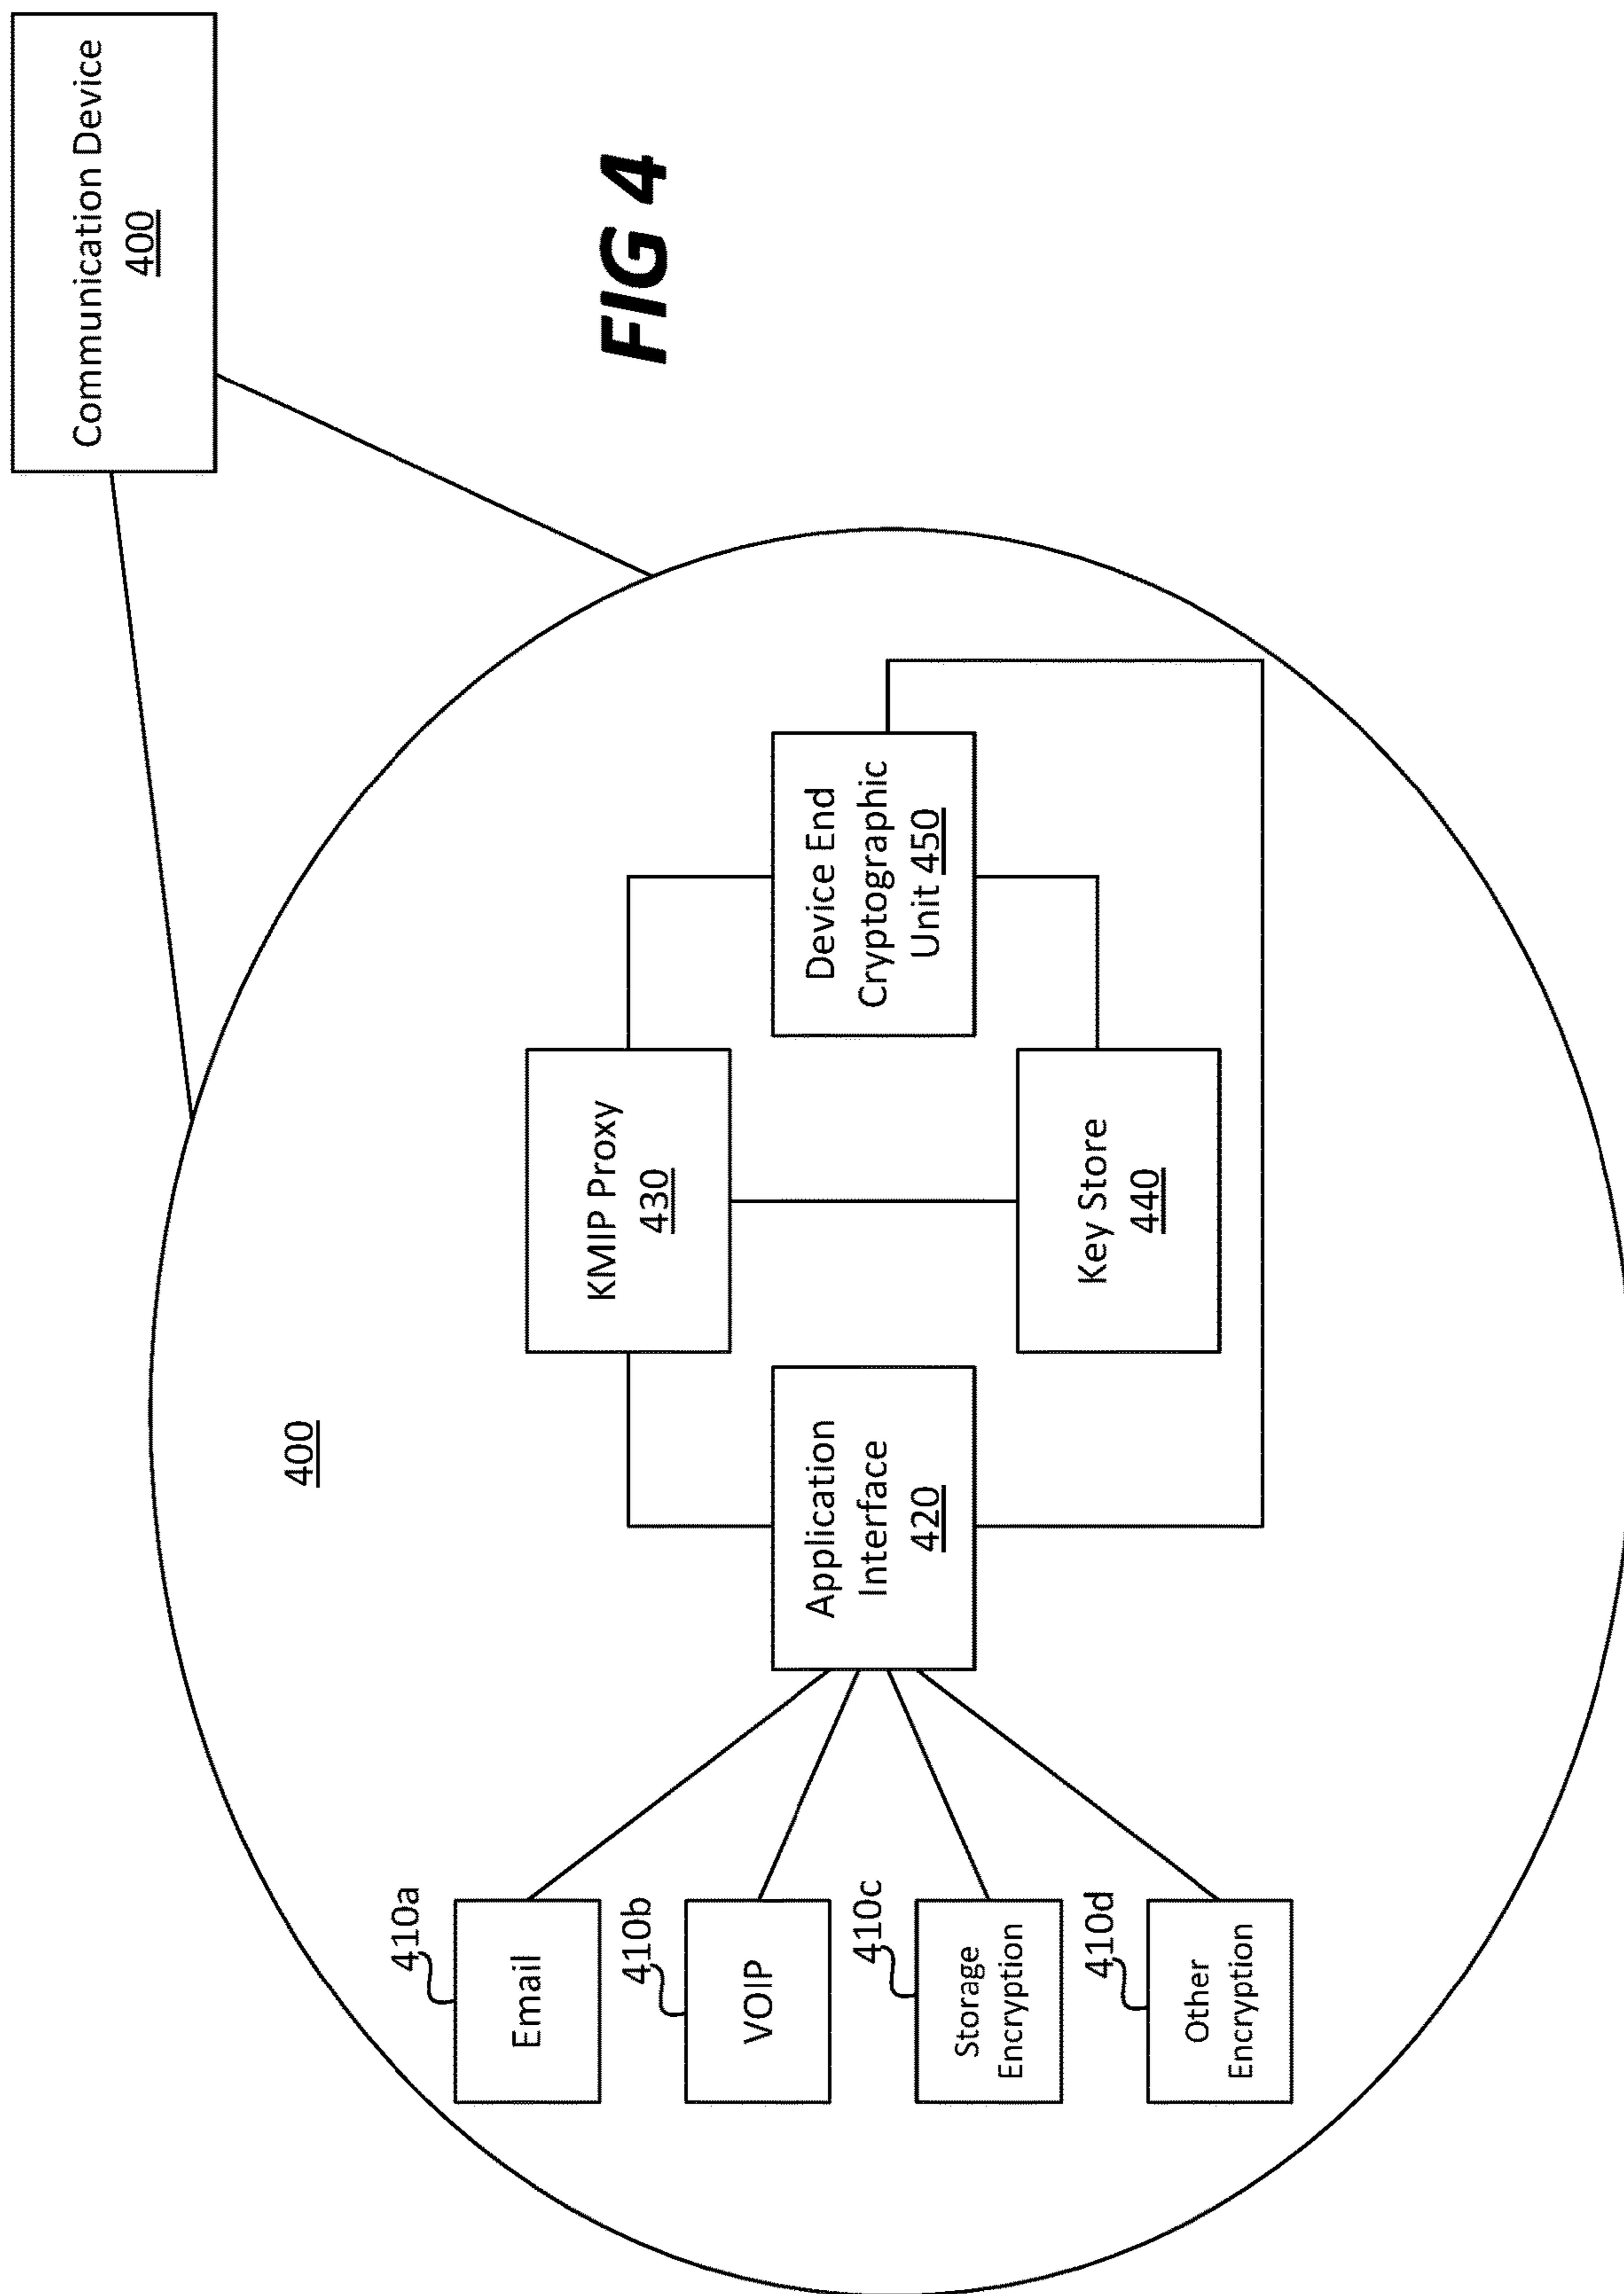 Communication Device
400
400
410a
Email
410b
VOIP
410c
Storage
Encryption
410d
Other
Encryption
Application
Interface
420
KMIP Proxy
430
Key Store
440
Device End
Cryptographic
Unit 450
FIG 4